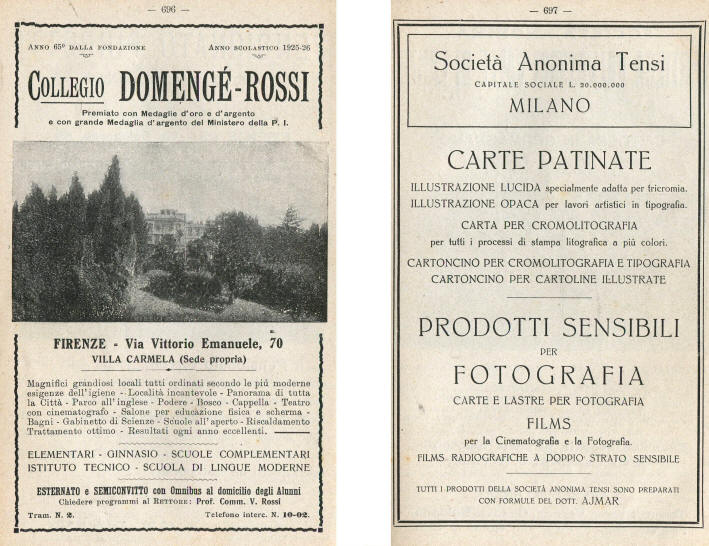 — 696 —
ANNO 65º DALLA FONDAZIONE ANNO SCOLASTICO 1925-26
COLLEGIO DOMENGÉ-ROSSI
Premiato con Medaglie d'oro e d'argento
e con grande Medaglia d'argento del Ministero della P. I.
FIRENZE - Via Vittorio Emanuele, 70
VILLA CARMELA (Sede propria)
Magnifici grandiosi locali tutti ordinati secondo le più moderne
esigenze dell'igiene - Località incantevole - Panorama di tutta
la Città - Parco all'inglese - Podere - Bosco - Cappella - Teatro
con cinematografo - Salone per educazione fisica e scherma -
Bagni - Gabinetto di Scienze - Scuole all'aperto - Riscaldamento
Trattamento ottimo - Resultati ogni anno eccellenti.
ELEMENTARI - GINNASIO - SCUOLE COMPLEMENTARI
ISTITUTO TECNICO - SCUOLA DI LINGUE MODERNE
ESTERNATO e SEMICONVITTO con Omnibus al domicilio degli Alunni
Chiedere programmi al RETTORE: Prof. Comm. V. Rossi
Tram. N. 2. Telefono interc. N. 10-02.
— 697 —
Società Anonima Tensi
CAPITALE SOCIALE L. 20.000.000
MILANO
CARTE PATINATE
ILLUSTRAZIONE LUCIDA specialmente adatta per tricromia.
ILLUSTRAZIONE OPACA per lavori artistici in tipografia.
CARTA PER CROMOLITOGRAFIA
per tutti i processi di stampa litografica a più colori.
CARTONCINO PER CROMOLITOGRAFIA E TIPOGRAFIA
CARTONCINO PER CARTOLINE ILLUSTRATE
PRODOTTI SENSIBILI
PER
FOTOGRAFIA
CARTE E LASTRE PER FOTOGRAFIA
FILMS
per la Cinematografia e la Fotografia.
FILMS RADIOGRAFICHE A DOPPIO STRATO SENSIBILE
TUTTI I PRODOTTI DELLA SOCIETÀ ANONIMA TENSI SONO PREPARATI
CON FORMULE DEL DOTT. AJMAR